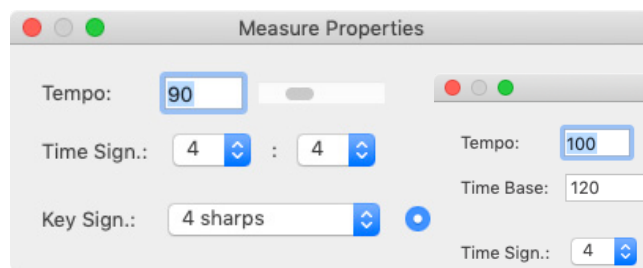 Measure Properties
Tempo: 90
Time Sign.: 4 : 4
Key Sign.: 4 sharps
Tempo: 100
Time Base: 120
Time Sign.: 4